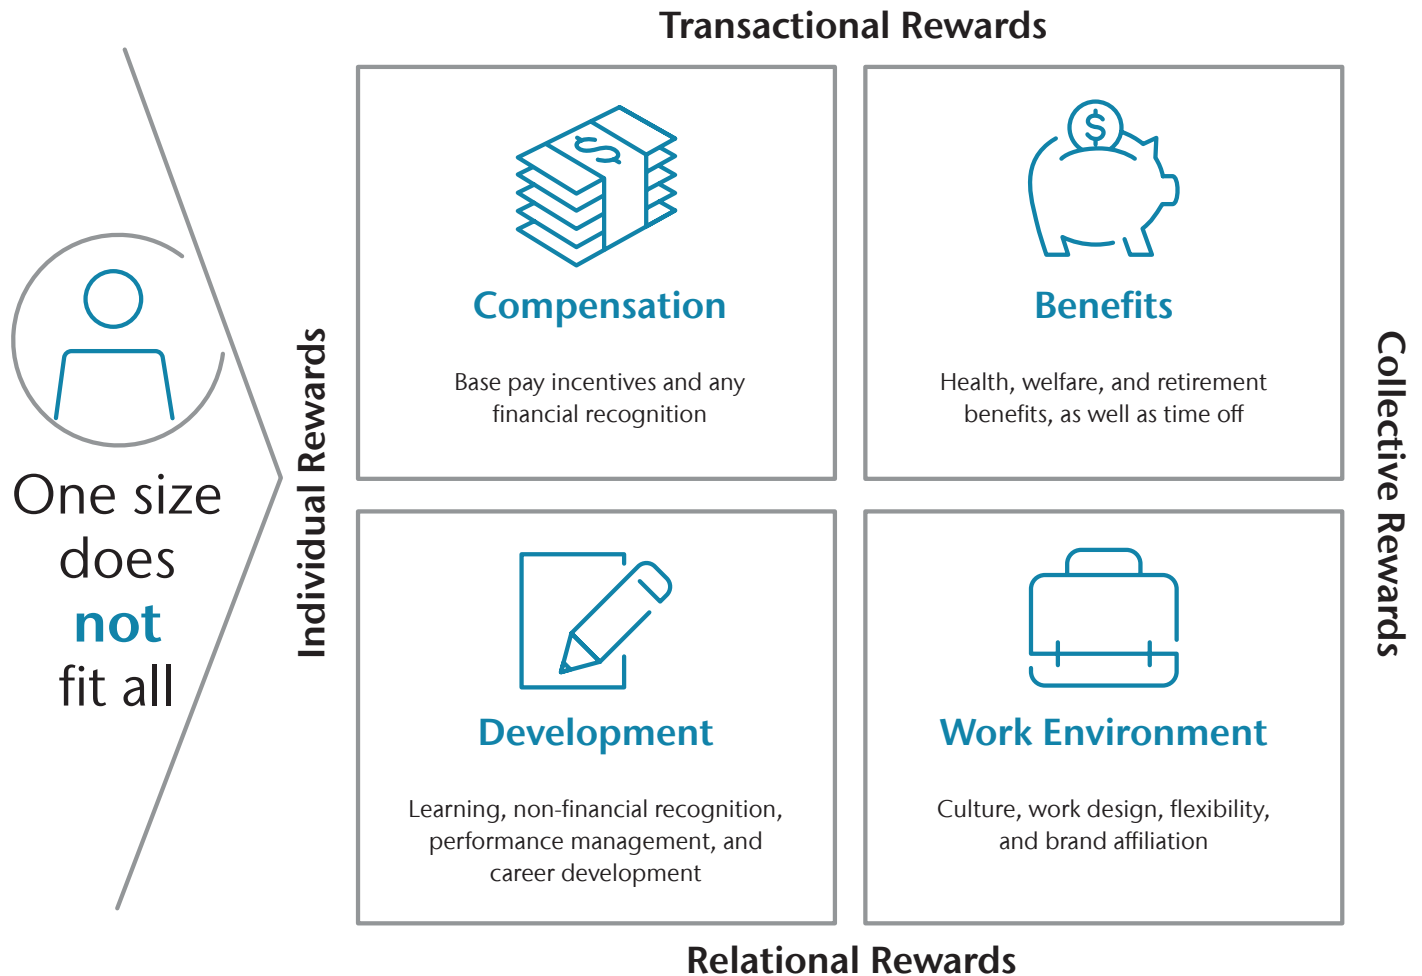 Transactional Rewards
One size
does
not
fit all
Individual Rewards
$
Compensation
Base pay incentives and any
financial recognition
$
Benefits
Health, welfare, and retirement
benefits, as well as time off
Collective Rewards
Development
Learning, non-financial recognition,
performance management, and
career development
Work Environment
Culture, work design, flexibility,
and brand affiliation
Relational Rewards